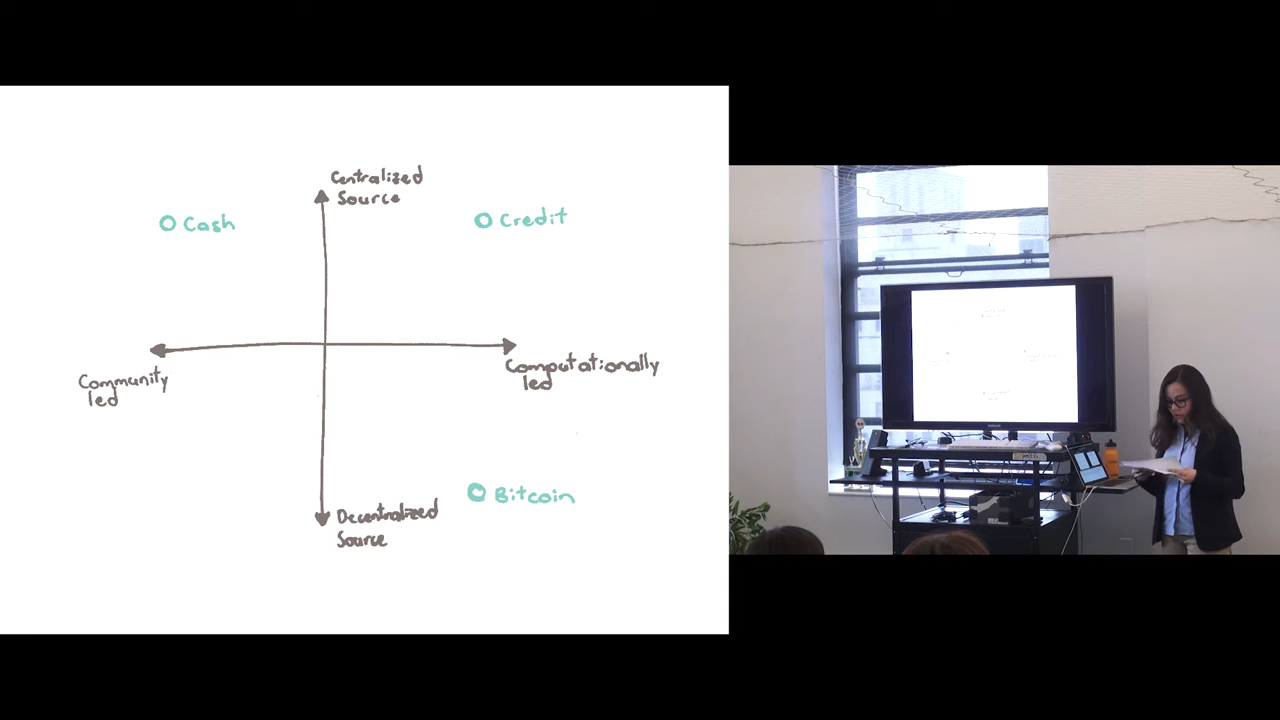 Centralized
Source
Cash
Credit
Community
led
Computationally
led
Bitcoin
Decentralized
Source